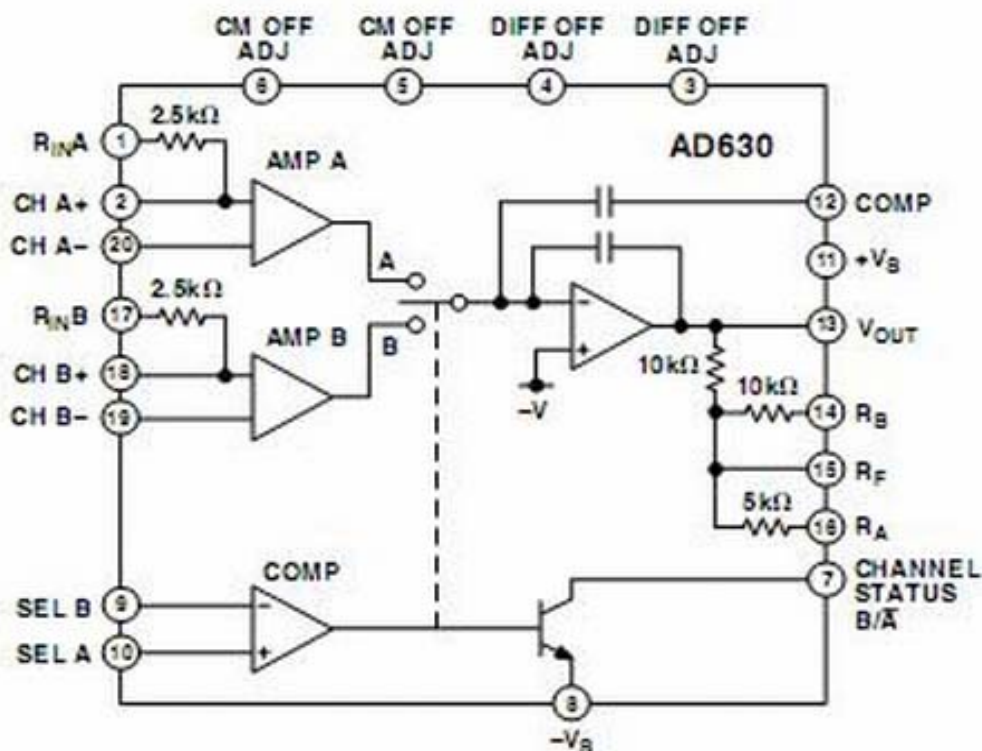 CM OFF ADJ
CM OFF ADJ
DIFF OFF ADJ
DIFF OFF ADJ
6
5
4
3
AD630
1
RINA
2.5kΩ
2
CH A+
20
CH A–
AMP A
17
RINB
2.5kΩ
18
CH B+
19
CH B–
AMP B
A
B
–
+
–V
12
COMP
11
+VS
13
VOUT
10kΩ
10kΩ
14
RB
15
RF
5kΩ
16
RA
7
CHANNEL
STATUS
B/A̅
COMP
9
SEL B
–
10
SEL A
+
8
–VS